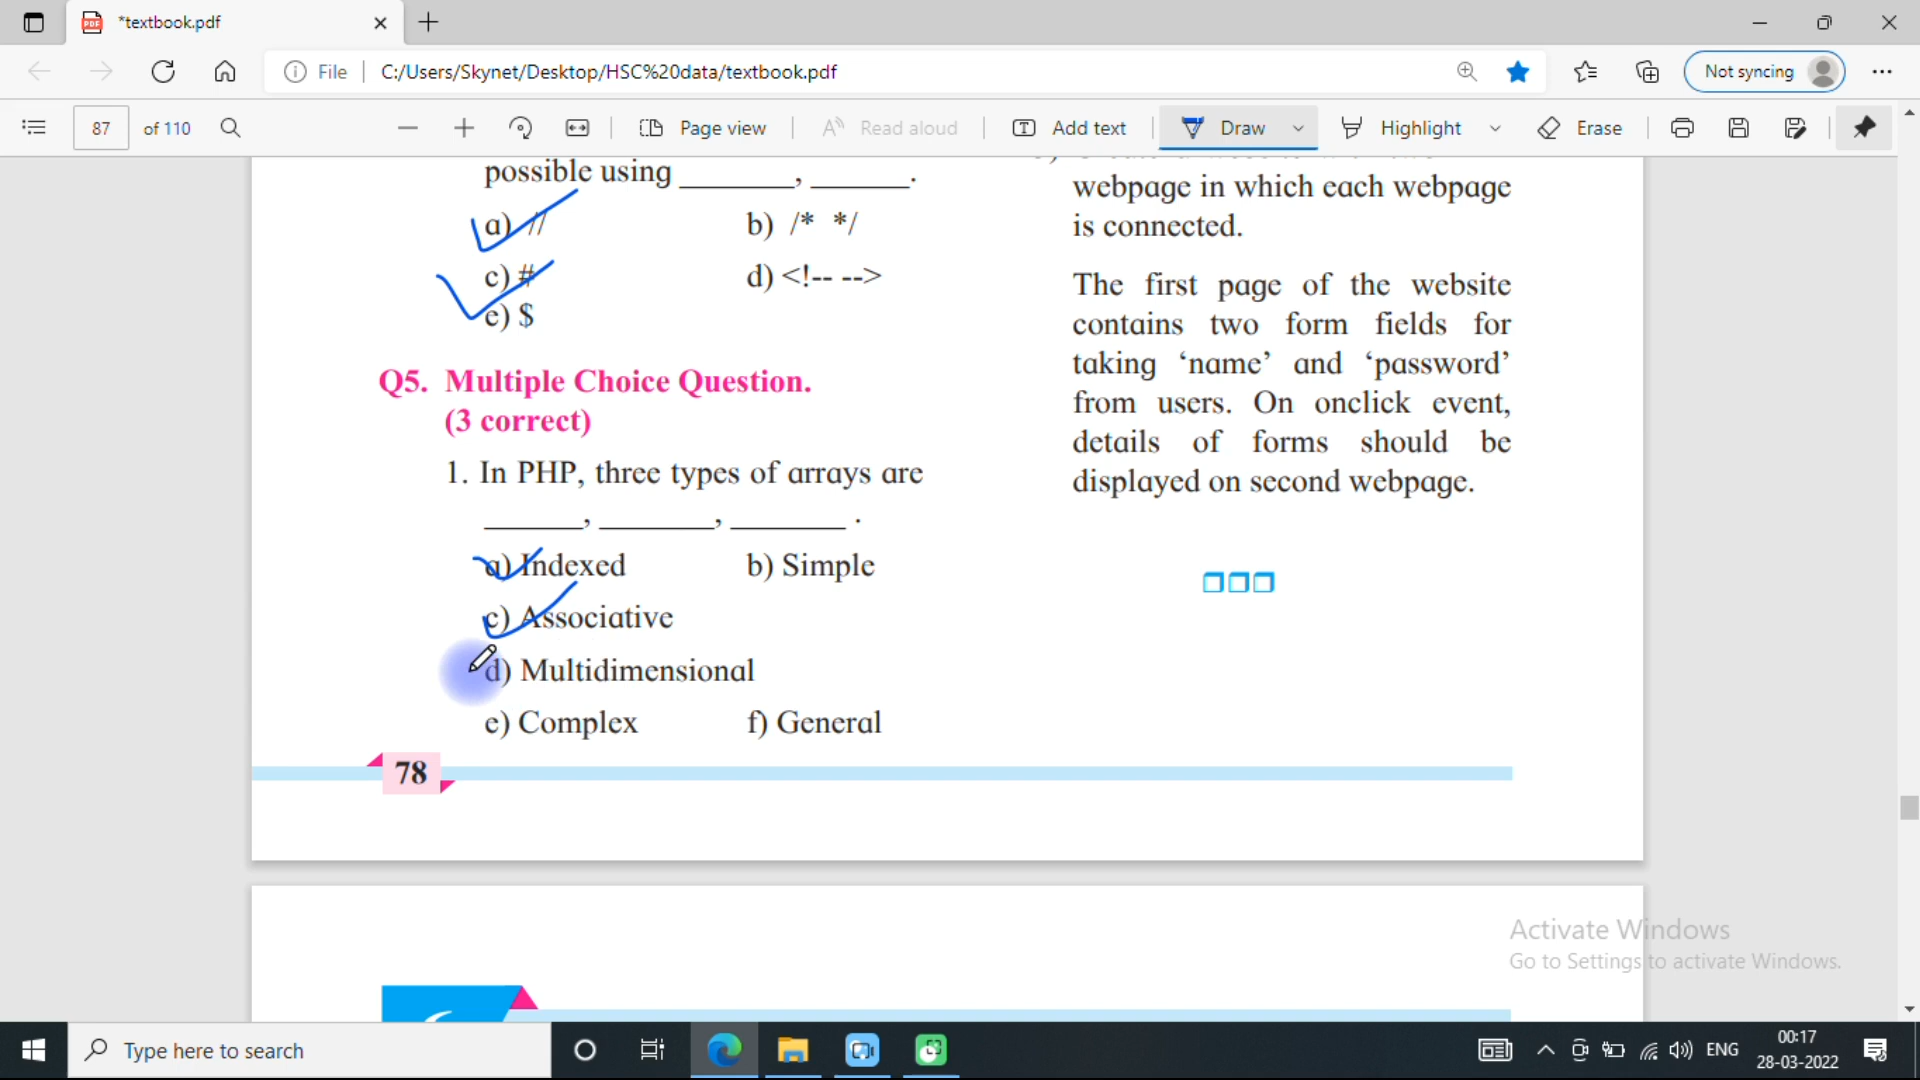 *textbook.pdf
File
C:/Users/Skynet/Desktop/HSC%20data/textbook.pdf
Not syncing
87 of 110
Page view
Read aloud
Add text
Draw
Highlight
Erase
possible using ______, ______.
a) //
b) /* */
c) #
d) <!-- -->
e) $
Q5. Multiple Choice Question.
(3 correct)
1. In PHP, three types of arrays are
______, ______, ______ .
a) Indexed
b) Simple
c) Associative
d) Multidimensional
e) Complex
f) General
78
webpage in which each webpage
is connected.
The first page of the website
contains two form fields for
taking ‘name’ and ‘password’
from users. On onclick event,
details of forms should be
displayed on second webpage.
Activate Windows
Go to Settings to activate Windows.
Type here to search
ENG
00:17
28-03-2022